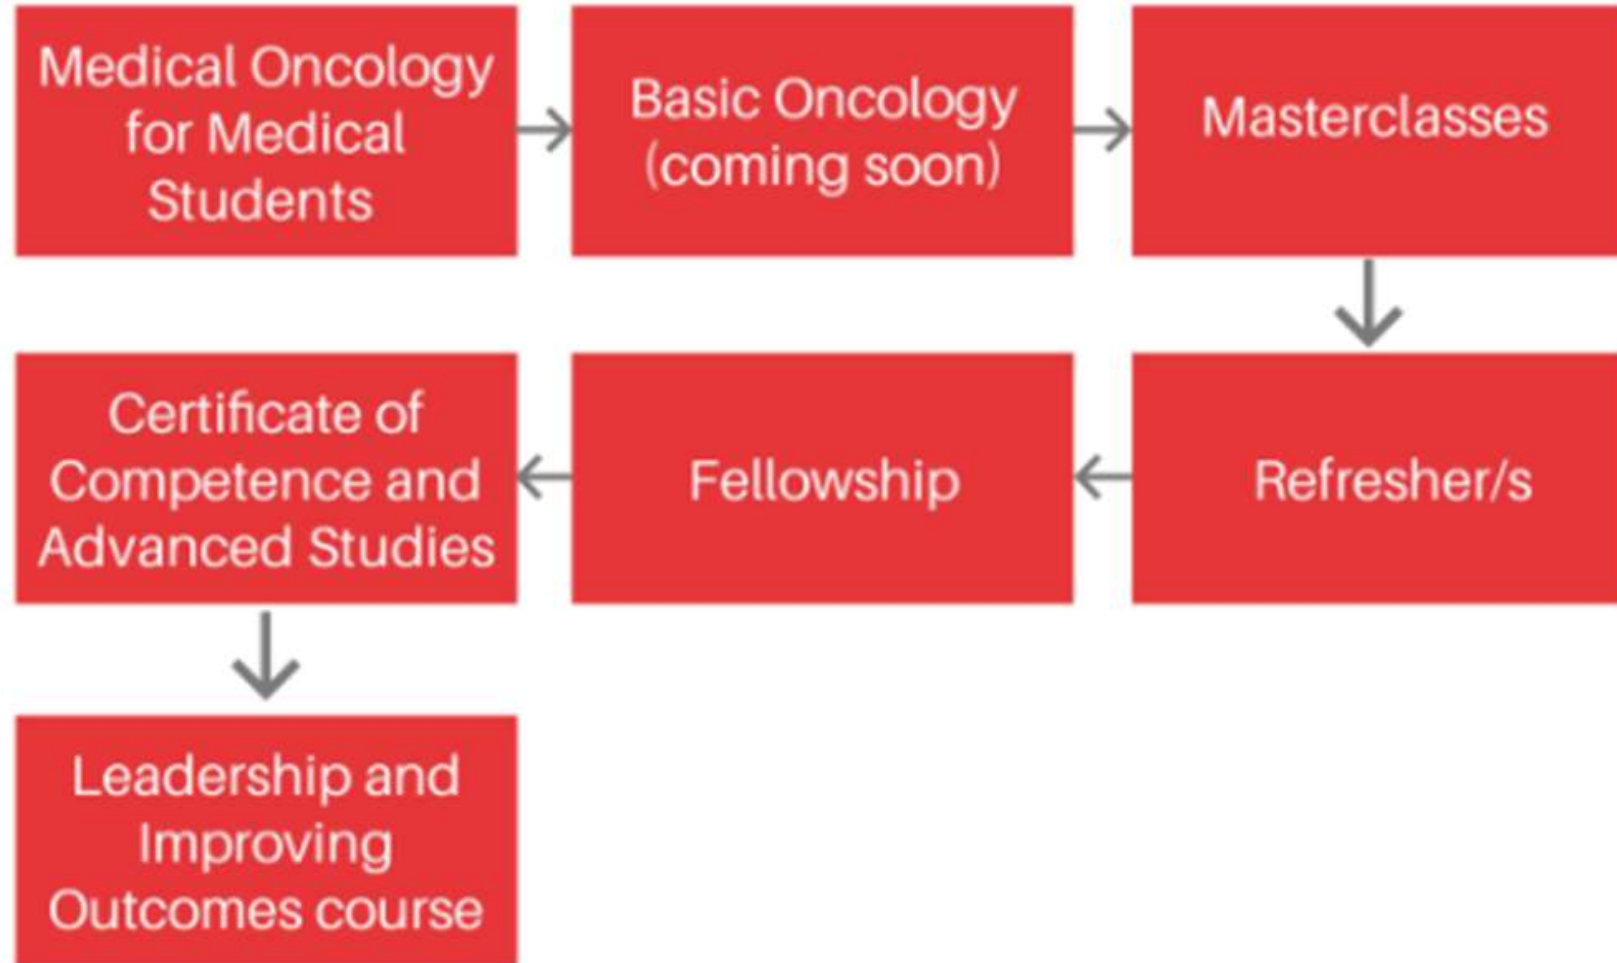 Medical Oncology
for Medical
Students
Basic Oncology
(coming soon)
Masterclasses
Refresher/s
Fellowship
Certificate of
Competence and
Advanced Studies
Leadership and
Improving
Outcomes course